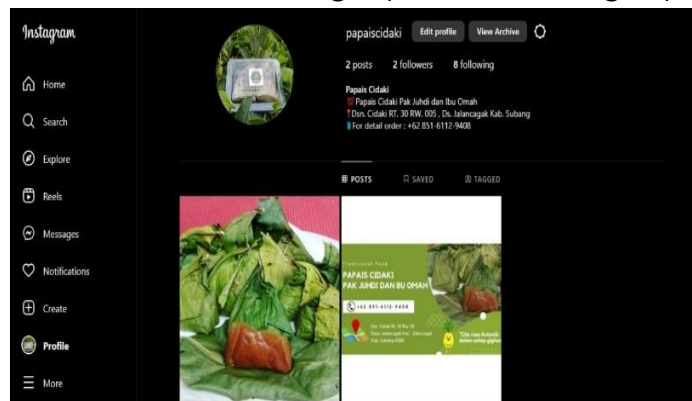 Instagram
Home
Search
Explore
Reels
Messages
Notifications
Create
Profile
More
papaiscidaki Edit profile View Archive
2 posts 2 followers 8 following
Papais Cidaki
Papais Cidaki Pak Juhdi dan Ibu Omah
Dsn. Cidaki RT. 30 RW. 005 , Ds. Jalancagak Kab. Subang
For detail order : +62 851-6112-9408
POSTS SAVED TAGGED
Traditional Food
PAPAIS CIDAKI
PAK JUHDI DAN BU OMAH
+62 851-6112-9408